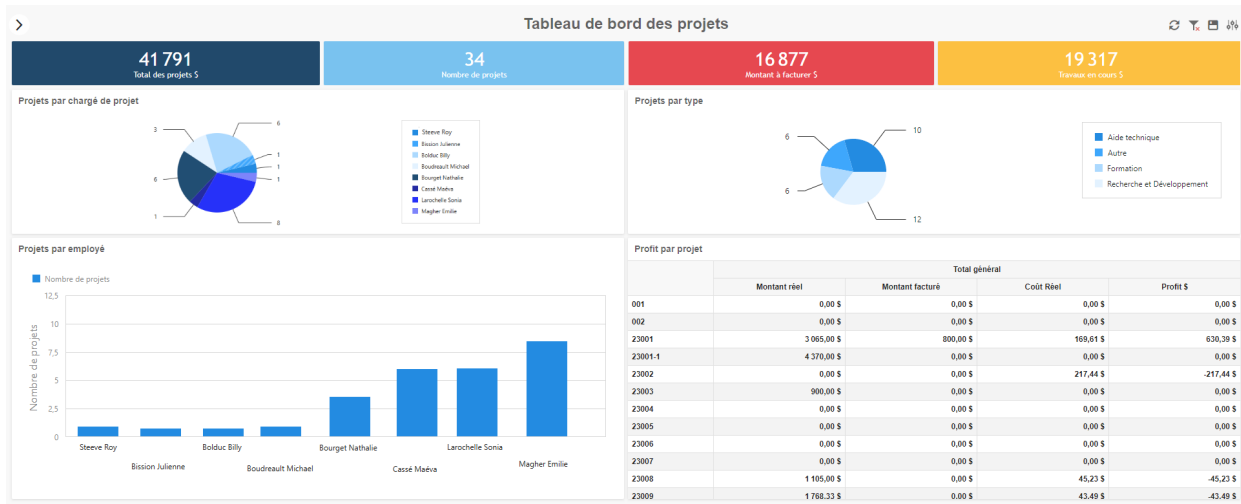 Tableau de bord des projets
41 791
Total des projets $
34
Nombre de projets
16 877
Montant à facturer $
19 317
Travaux en cours $
Projets par chargé de projet
3
6
1
1
6
1
1
8
Steeve Roy
Bission Julienne
Bolduc Billy
Boudreault Michael
Bourget Nathalie
Cassé Maéva
Larochelle Sonia
Magher Emilie
Projets par type
6
10
6
12
Aide technique
Autre
Formation
Recherche et Développement
Projets par employé
Nombre de projets
Nombre de projets
12,5
10
7,5
5
2,5
0
Steeve Roy
Bission Julienne
Bolduc Billy
Boudreault Michael
Bourget Nathalie
Cassé Maéva
Larochelle Sonia
Magher Emilie
Profit par projet
Total général
Montant réel Montant facturé Coût Réel Profit $
001 0,00 $ 0,00 $ 0,00 $ 0,00 $
002 0,00 $ 0,00 $ 0,00 $ 0,00 $
23001 3 065,00 $ 800,00 $ 169,61 $ 630,39 $
23001-1 4 370,00 $ 0,00 $ 0,00 $ 0,00 $
23002 0,00 $ 0,00 $ 217,44 $ -217,44 $
23003 900,00 $ 0,00 $ 0,00 $ 0,00 $
23004 0,00 $ 0,00 $ 0,00 $ 0,00 $
23005 0,00 $ 0,00 $ 0,00 $ 0,00 $
23006 0,00 $ 0,00 $ 0,00 $ 0,00 $
23007 0,00 $ 0,00 $ 0,00 $ 0,00 $
23008 1 105,00 $ 0,00 $ 45,23 $ -45,23 $
23009 1 768,33 $ 0,00 $ 43,49 $ -43,49 $